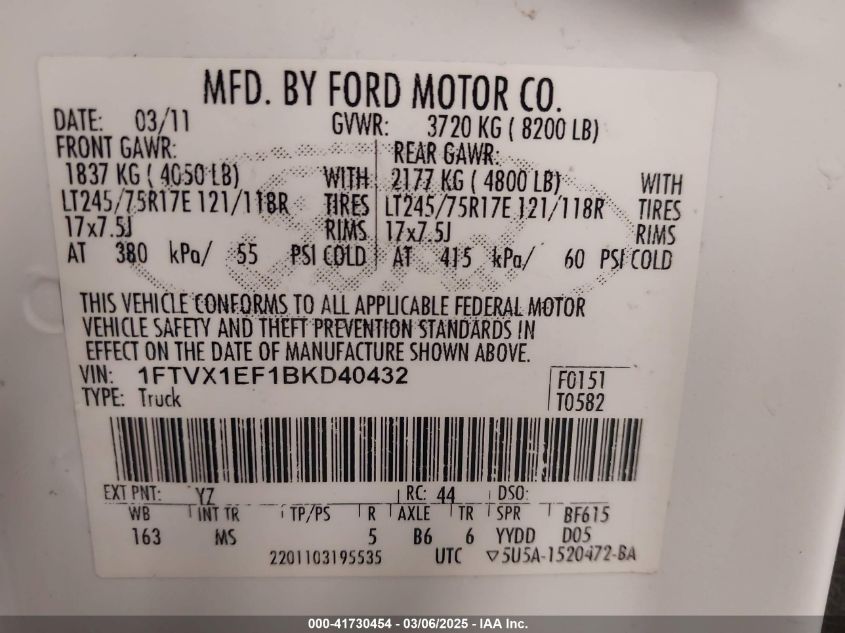 MFD. BY FORD MOTOR CO.
DATE: 03/11 GVWR: 3720 KG ( 8200 LB)
FRONT GAWR: REAR GAWR:
1837 KG ( 4050 LB) WITH 2177 KG ( 4800 LB) WITH
LT245/75R17E 121/118R TIRES LT245/75R17E 121/118R TIRES
17x7.5J RIMS 17x7.5J RIMS
AT 380 kPa/ 55 PSI COLD AT 415 kPa/ 60 PSI COLD
THIS VEHICLE CONFORMS TO ALL APPLICABLE FEDERAL MOTOR
VEHICLE SAFETY AND THEFT PREVENTION STANDARDS IN
EFFECT ON THE DATE OF MANUFACTURE SHOWN ABOVE.
VIN: 1FTVX1EF1BKD40432 F0151
TYPE: Truck T0582
EXT PNT: YZ RC: 44 DSO:
WB INT TR TP/PS R AXLE TR SPR BF615
163 MS 5 B6 6 YYDD D05
2201103195535 UTC ▽5U5A-1520472-BA
000-41730454 - 03/06/2025 - IAA Inc.